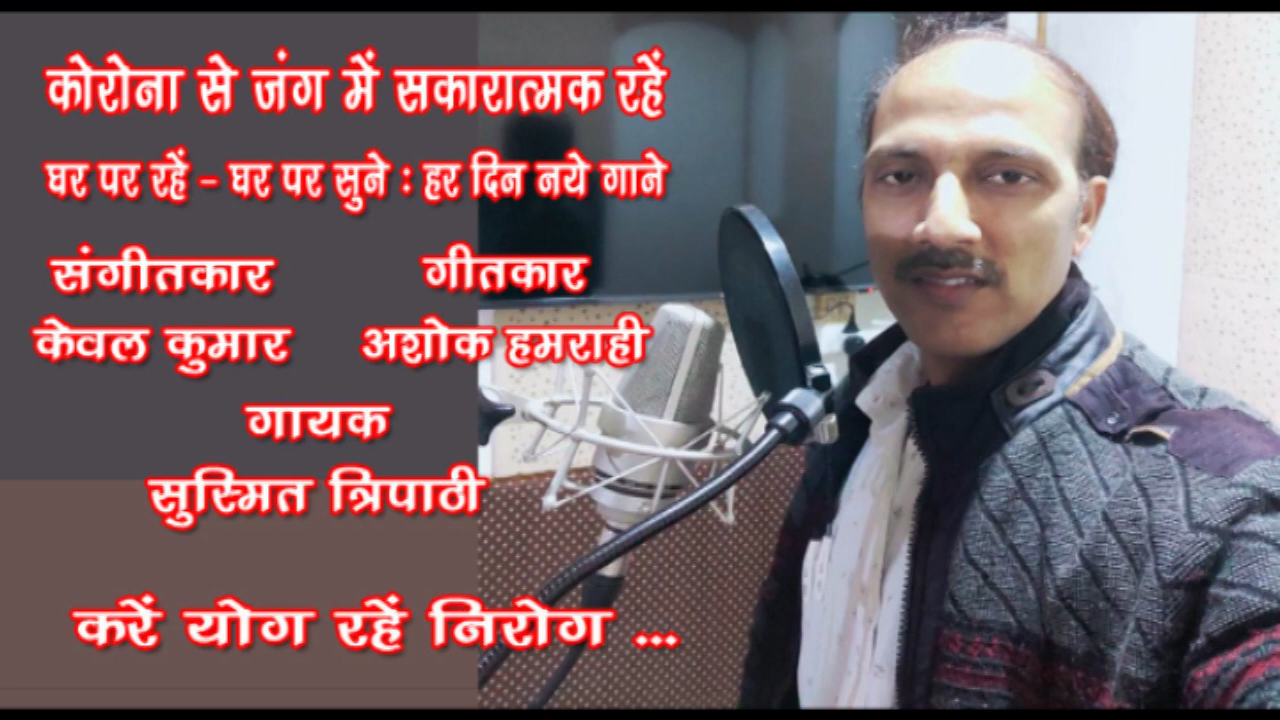 कोरोना से जंग में सकारात्मक रहें
घर पर रहें - घर पर सुने : हर दिन नये गाने
संगीतकार गीतकार
केवल कुमार अशोक हमराही
गायक
सुस्मित त्रिपाठी
करें योग रहें निरोग ...